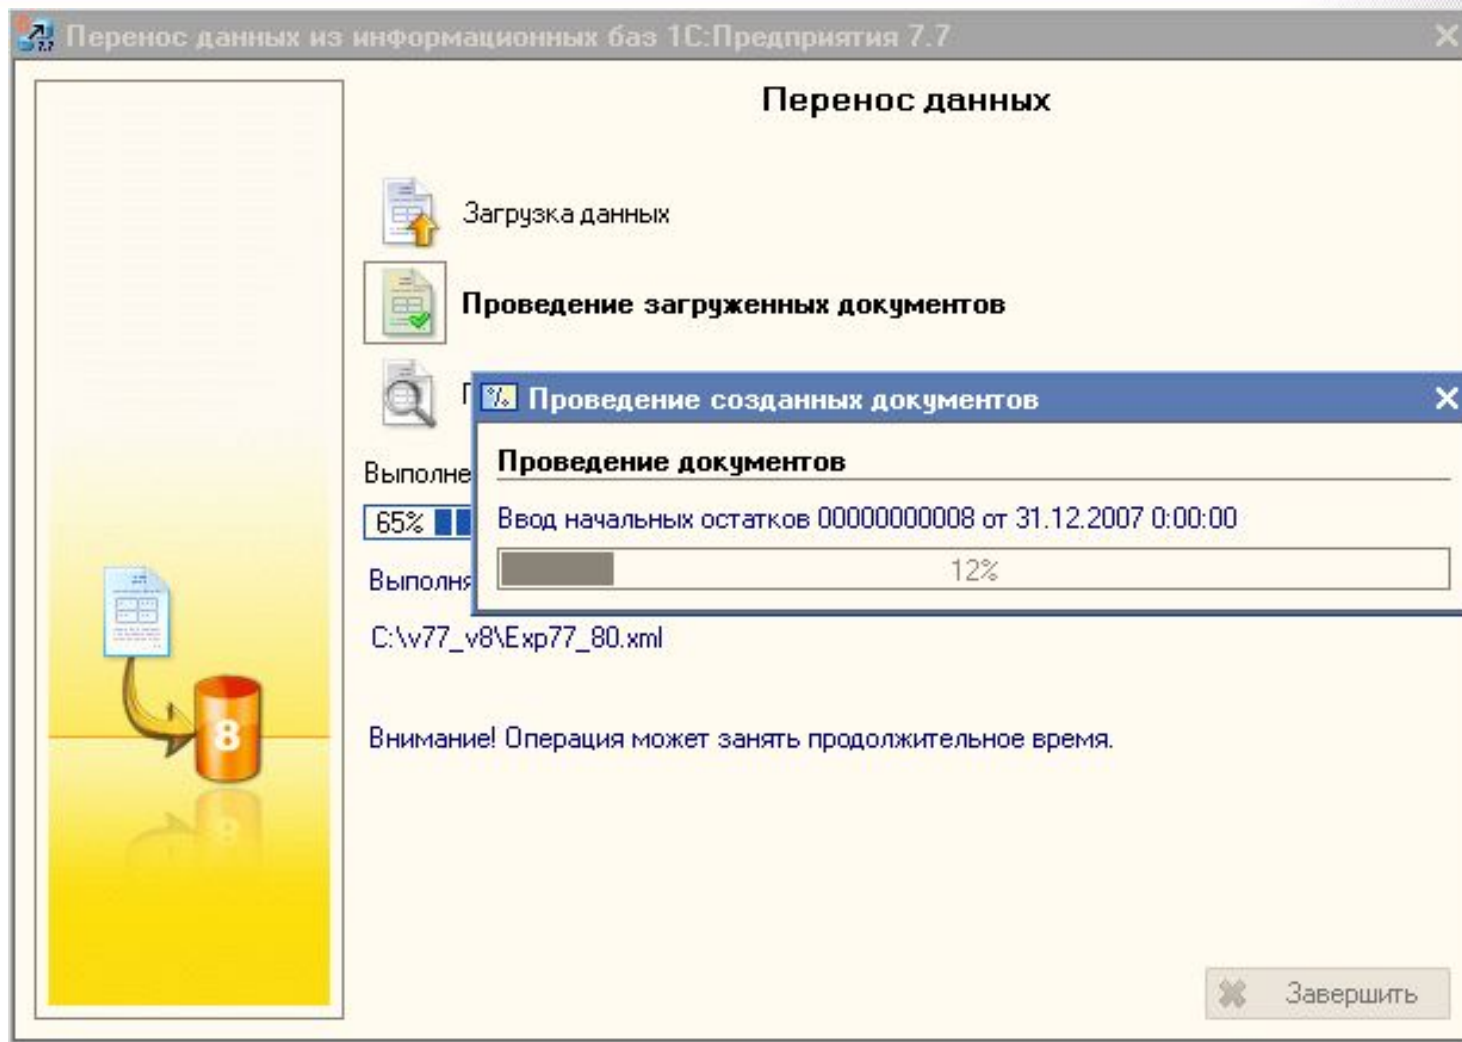 Перенос данных из информационных баз 1С:Предприятия 7.7
Перенос данных
Загрузка данных
Проведение загруженных документов
Проведение созданных документов
Проведение документов
Ввод начальных остатков 00000000008 от 31.12.2007 0:00:00
12%
Выполне
65%
Выполня
C:\v77_v8\Exp77_80.xml
Внимание! Операция может занять продолжительное время.
8
Завершить